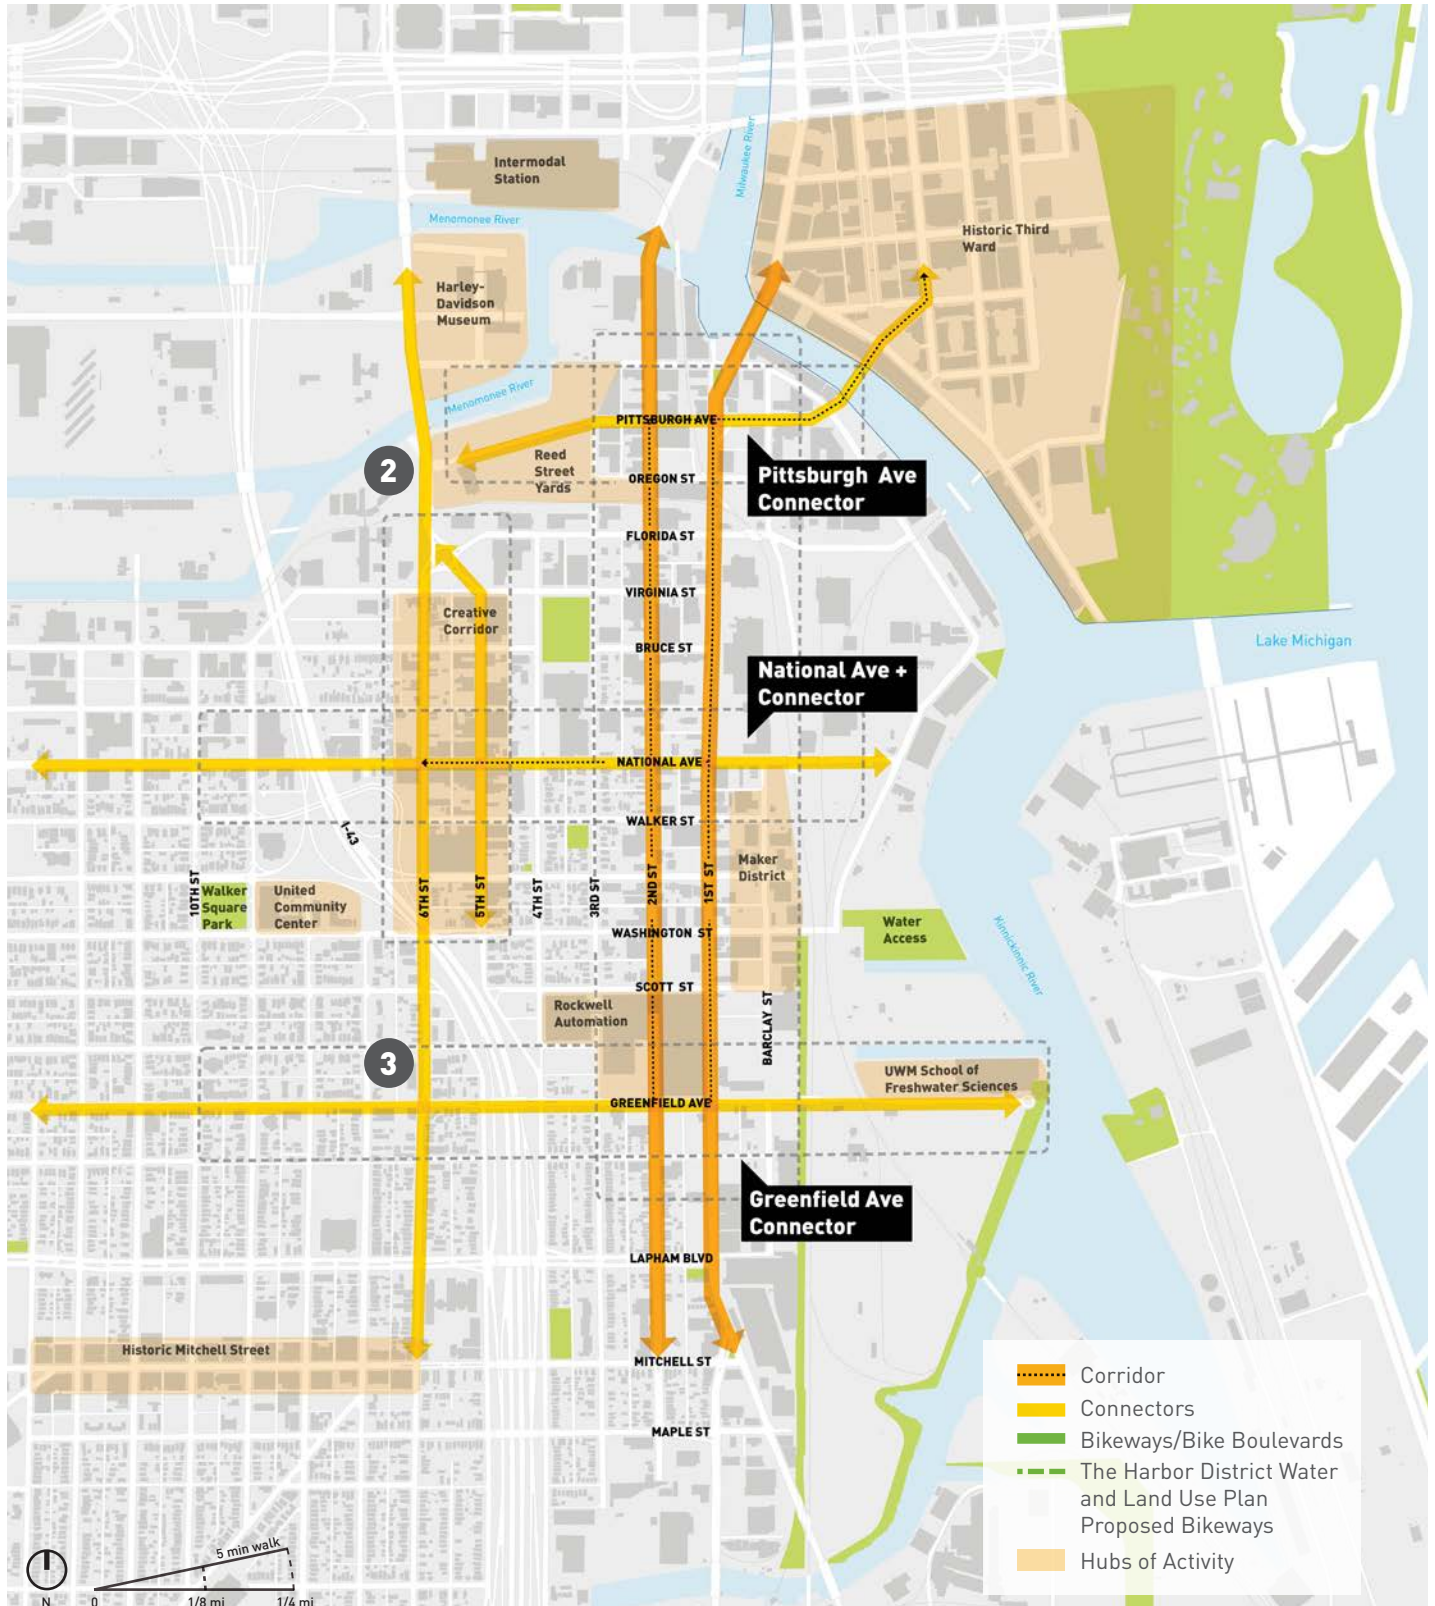 Intermodal
Station
Milwaukee River
Menomonee River
Historic Third
Ward
Harley-
Davidson
Museum
Menomonee River
PITTSBURGH AVE
2
Reed
Street
Yards
OREGON ST
Pittsburgh Ave
Connector
FLORIDA ST
VIRGINIA ST
Creative
Corridor
BRUCE ST
Lake Michigan
National Ave +
Connector
NATIONAL AVE
WALKER ST
I-43
Maker
District
10TH ST
Walker
Square
Park
United
Community
Center
6TH ST
5TH ST
4TH ST
3RD ST
2ND ST
1ST ST
WASHINGTON ST
Water
Access
Kinnickinnic River
SCOTT ST
Rockwell
Automation
BARCLAY ST
3
UWM School of
Freshwater Sciences
GREENFIELD AVE
Greenfield Ave
Connector
LAPHAM BLVD
Historic Mitchell Street
MITCHELL ST
MAPLE ST
Corridor
Connectors
Bikeways/Bike Boulevards
The Harbor District Water
and Land Use Plan
Proposed Bikeways
Hubs of Activity
5 min walk
N
0
1/8 mi
1/4 mi